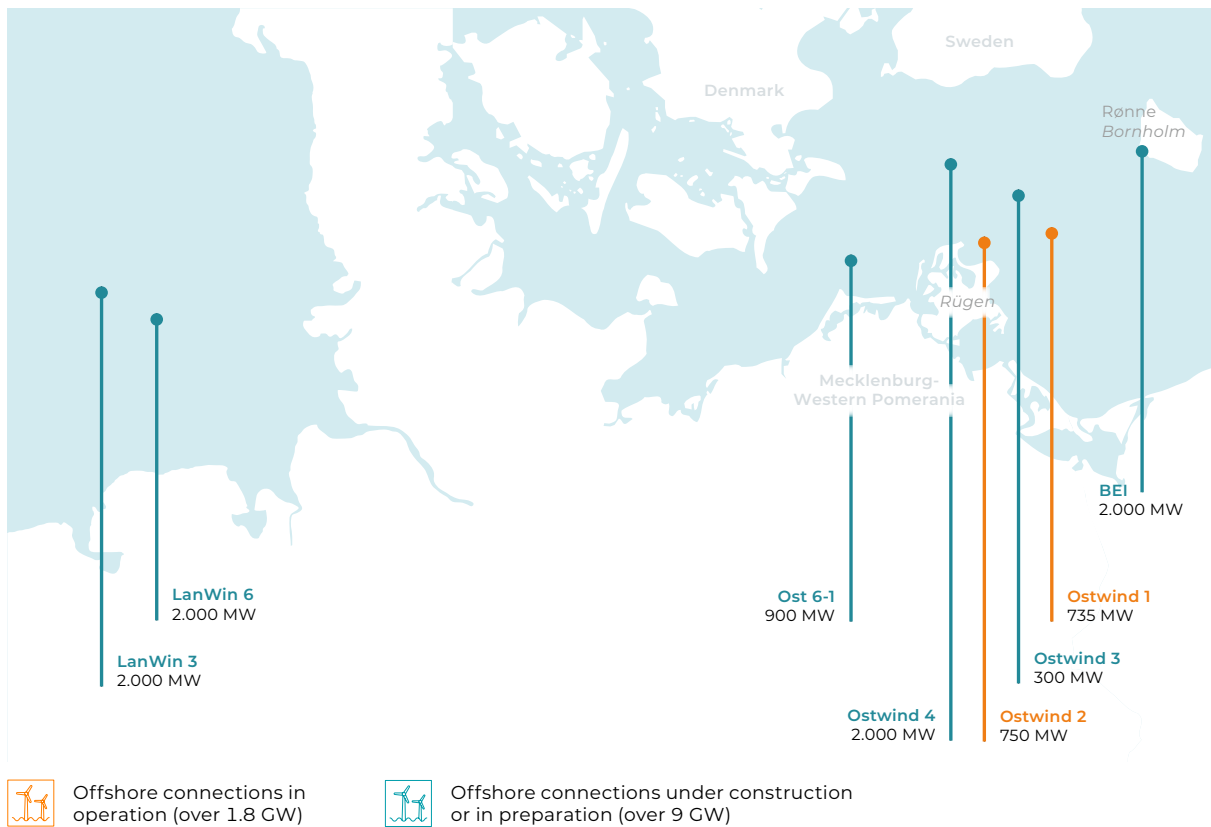 Sweden
Denmark
Rønne
Bornholm
Rügen
Mecklenburg-
Western Pomerania
BEI
2.000 MW
LanWin 6
2.000 MW
Ost 6-1
900 MW
Ostwind 1
735 MW
LanWin 3
2.000 MW
Ostwind 3
300 MW
Ostwind 4
2.000 MW
Ostwind 2
750 MW
Offshore connections in
operation (over 1.8 GW)
Offshore connections under construction
or in preparation (over 9 GW)